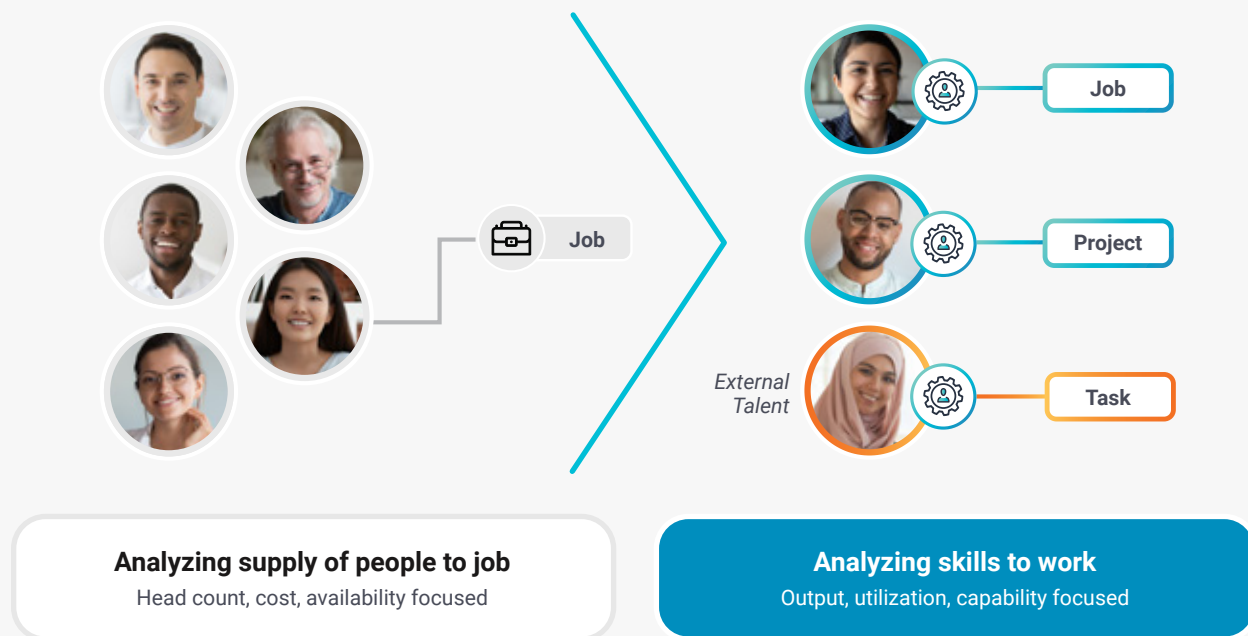 Job
Job
Project
External
Talent
Task
Analyzing supply of people to job
Head count, cost, availability focused
Analyzing skills to work
Output, utilization, capability focused